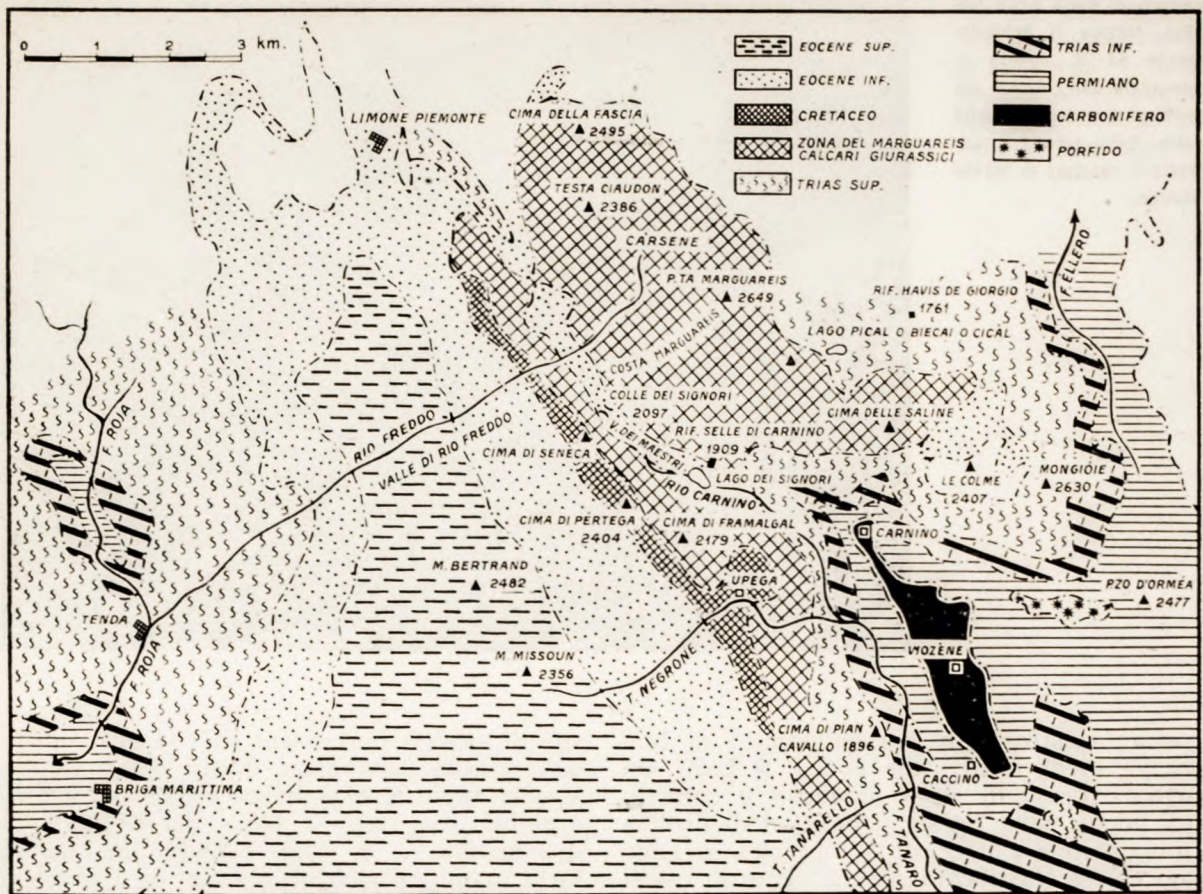 0 1 2 3 km.
EOCENE SUP.
EOCENE INF.
CRETACEO
ZONA DEL MARGUAREIS
CALCARI GIURASSICI
TRIAS SUP.
TRIAS INF.
PERMIANO
CARBONIFERO
PORFIDO
LIMONE PIEMONTE
CIMA DELLA FASCIA
2495
TESTA CIAUDON
2386
CARSENE
P.TA MARGUAREIS
2649
F. ELLERO
RIF. HAVIS DE GIORGIO
1761
LAGO PICAL O BIECAI O CICAL
COSTA MARGUAREIS
COLLE DEI SIGNORI
2097
RIF. SELLE DI CARNINO
1909
CIMA DELLE SALINE
ROIA
RIO FREDDO
VALLE DI RIO FREDDO
CIMA DI SENECA
V. DEI MAESTRI
LAGO DEI SIGNORI
RIO CARNINO
LE COLME
2407
MONGIOIE
2630
CIMA DI PERTEGA
2404
CIMA DI FRAMALGAL
2179
CARNINO
M. BERTRAND
2482
UPEGA
PZO D'ORMÉA
2477
TENDA
F. ROIA
M. MISSOUN
2356
T. NEGRONE
VIOZÈNE
CIMA DI PIAN
CAVALLO 1896
CACCINO
BRIGA MARITTIMA
T. TANARELLO
TANARO